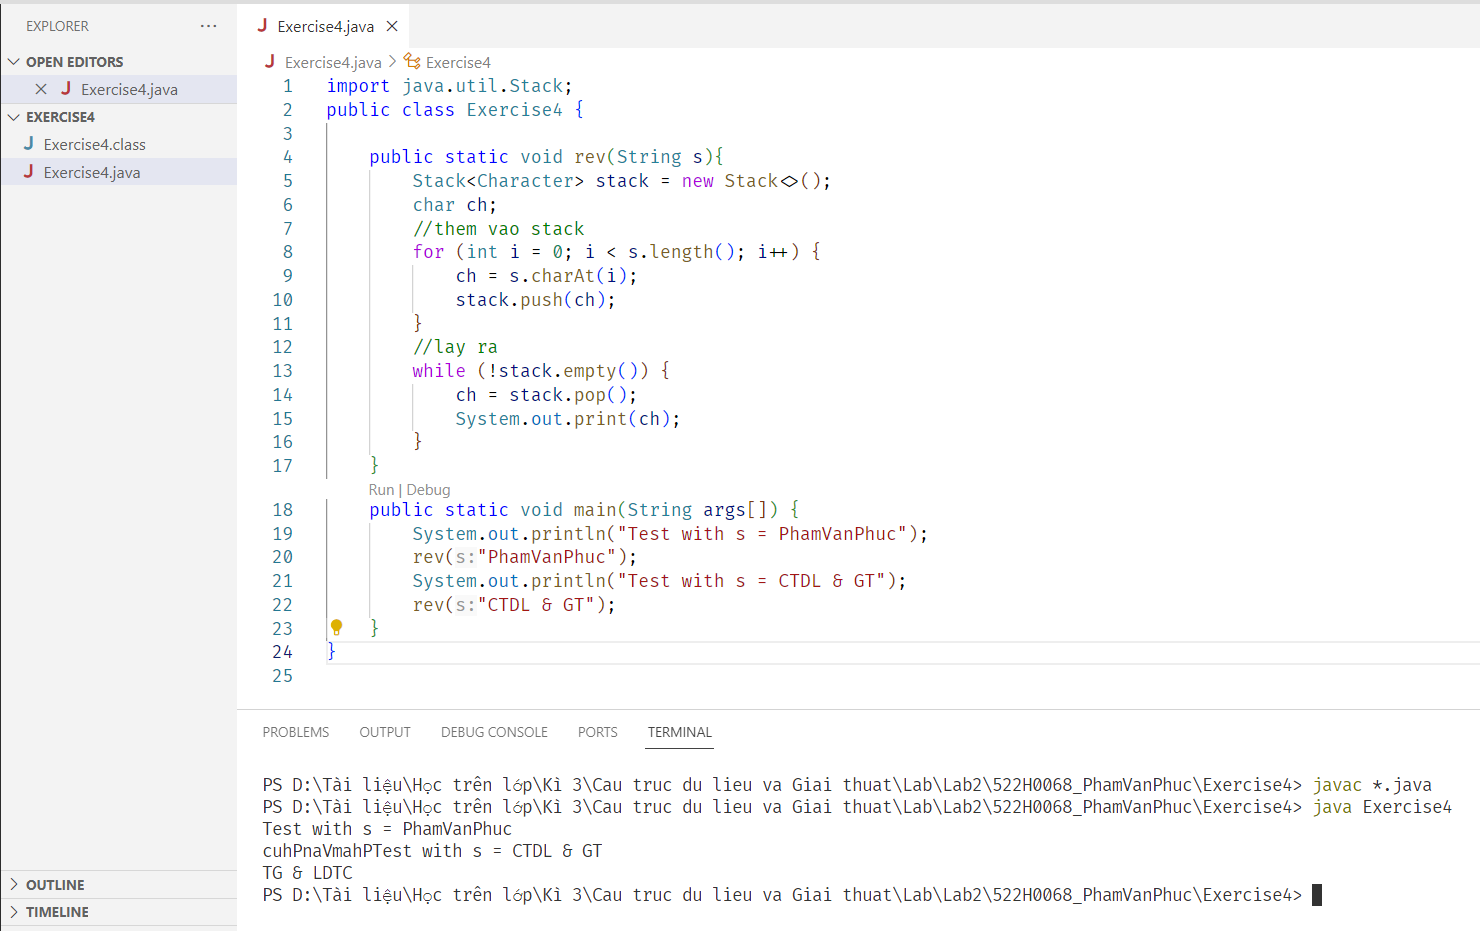 EXPLORER ...
OPEN EDITORS
Exercise4.java
EXERCISE4
Exercise4.class
Exercise4.java
OUTLINE
TIMELINE
Exercise4.java
Exercise4.java > Exercise4
1 import java.util.Stack;
2 public class Exercise4 {
3
4 public static void rev(String s){
5 Stack<Character> stack = new Stack<>();
6 char ch;
7 //them vao stack
8 for (int i = 0; i < s.length(); i++) {
9 ch = s.charAt(i);
10 stack.push(ch);
11 }
12 //lay ra
13 while (!stack.empty()) {
14 ch = stack.pop();
15 System.out.print(ch);
16 }
17 }
Run | Debug
18 public static void main(String args[]) {
19 System.out.println("Test with s = PhamVanPhuc");
20 rev(s:"PhamVanPhuc");
21 System.out.println("Test with s = CTDL & GT");
22 rev(s:"CTDL & GT");
23 }
24 }
25
PROBLEMS OUTPUT DEBUG CONSOLE PORTS TERMINAL
PS D:\Tài liệu\Học trên lớp\Kì 3\Cau truc du lieu va Giai thuat\Lab\Lab2\522H0068_PhamVanPhuc\Exercise4> javac *.java
PS D:\Tài liệu\Học trên lớp\Kì 3\Cau truc du lieu va Giai thuat\Lab\Lab2\522H0068_PhamVanPhuc\Exercise4> java Exercise4
Test with s = PhamVanPhuc
cuhPnaVmahPTest with s = CTDL & GT
TG & LDTC
PS D:\Tài liệu\Học trên lớp\Kì 3\Cau truc du lieu va Giai thuat\Lab\Lab2\522H0068_PhamVanPhuc\Exercise4>